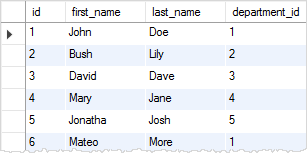 id first_name last_name department_id
1 John Doe 1
2 Bush Lily 2
3 David Dave 3
4 Mary Jane 4
5 Jonatha Josh 5
6 Mateo More 1